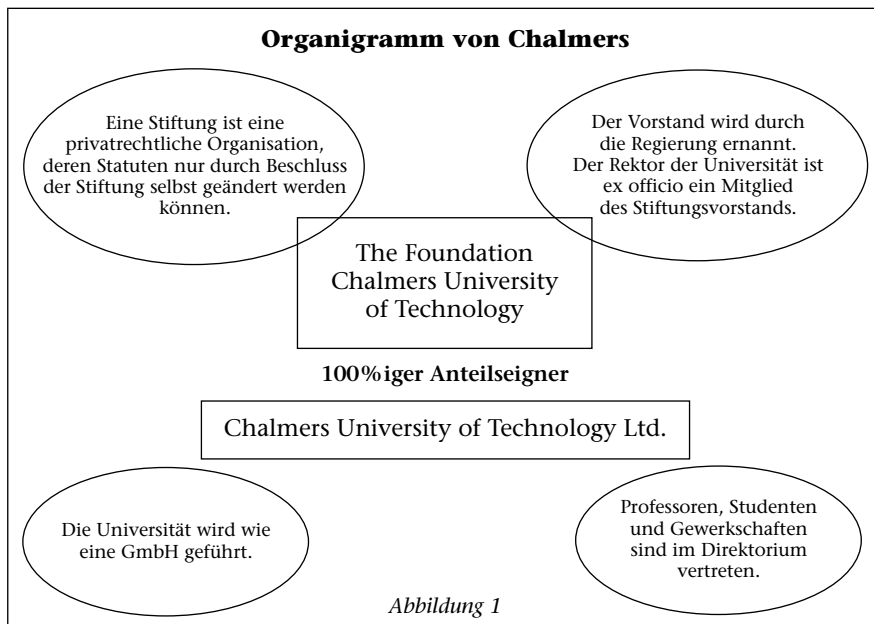 Organigramm von Chalmers
Eine Stiftung ist eine
privatrechtliche Organisation,
deren Statuten nur durch Beschluss
der Stiftung selbst geändert werden
können.
Der Vorstand wird durch
die Regierung ernannt.
Der Rektor der Universität ist
ex officio ein Mitglied
des Stiftungsvorstands.
The Foundation
Chalmers University
of Technology
100%iger Anteilseigner
Chalmers University of Technology Ltd.
Die Universität wird wie
eine GmbH geführt.
Professoren, Studenten
und Gewerkschaften
sind im Direktorium
vertreten.
Abbildung 1